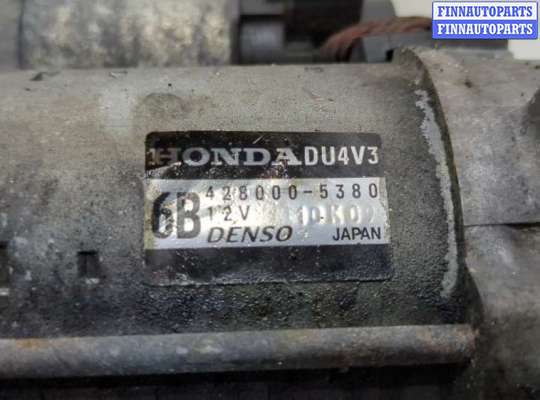 FINNAUTOPARTS
FINNAUTOPARTS
HONDA DU4V3
428000-5380
6B 12V
DENSO JAPAN